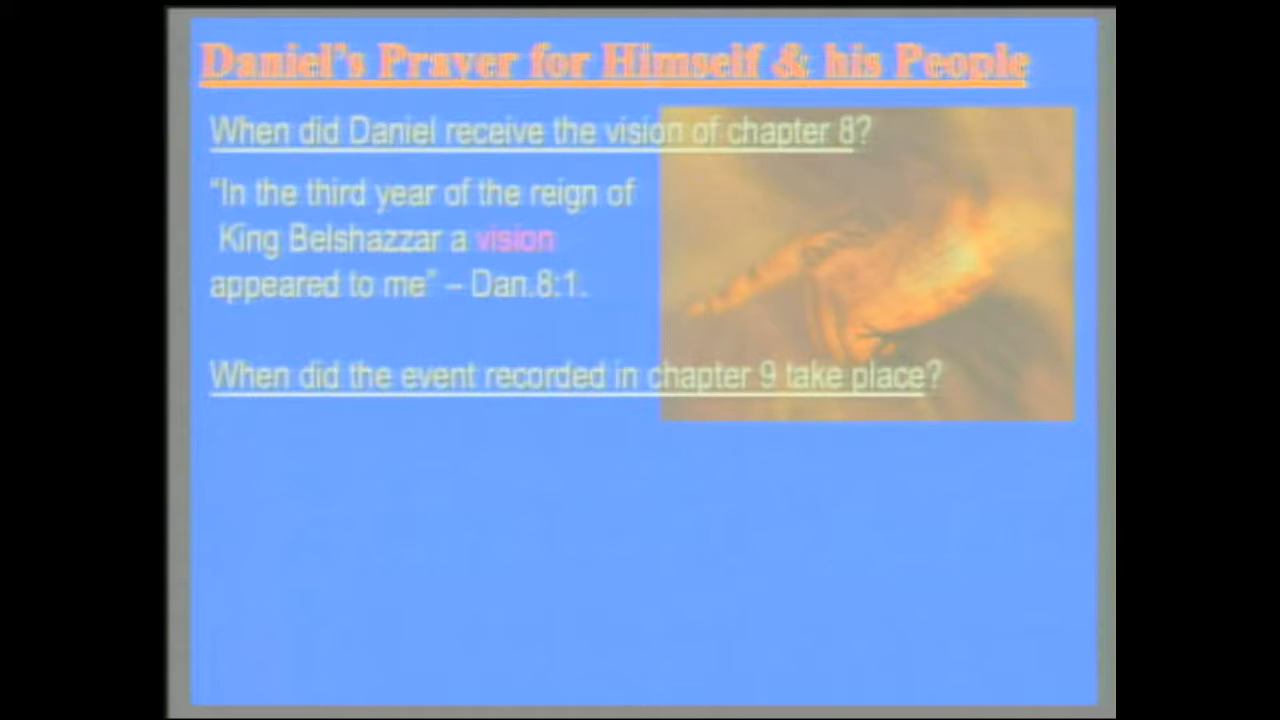 Daniel's Prayer for Himself & his People
When did Daniel receive the vision of chapter 8?
“In the third year of the reign of
King Belshazzar a vision
appeared to me” – Dan.8:1.
When did the event recorded in chapter 9 take place?